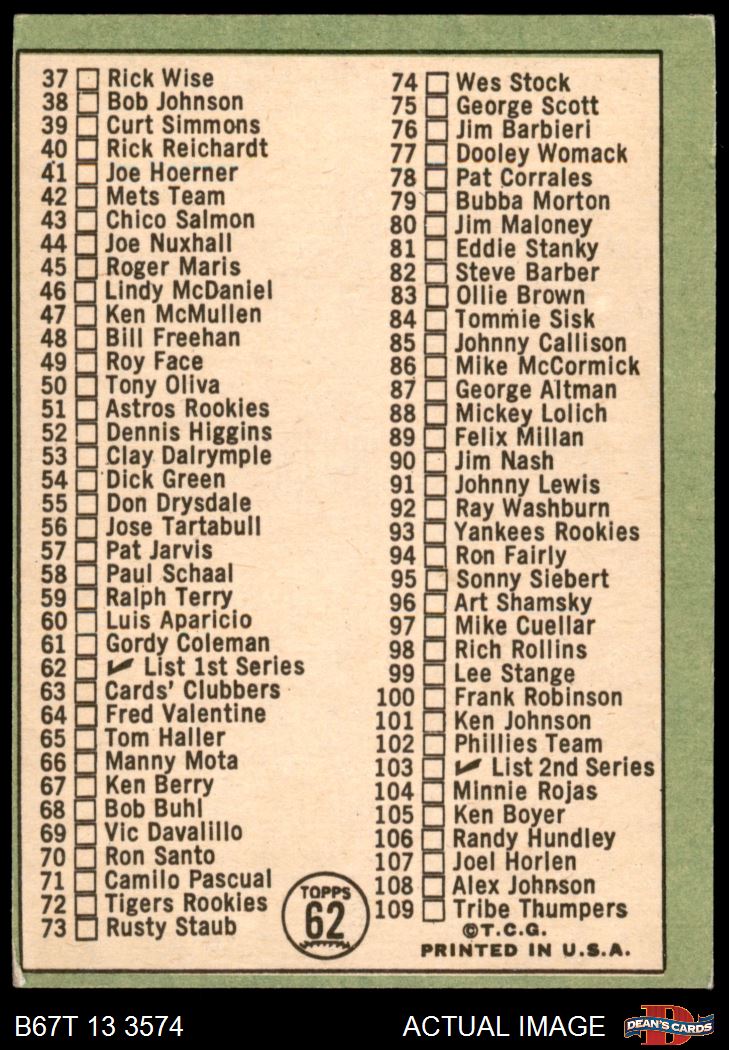 37 Rick Wise
38 Bob Johnson
39 Curt Simmons
40 Rick Reichardt
41 Joe Hoerner
42 Mets Team
43 Chico Salmon
44 Joe Nuxhall
45 Roger Maris
46 Lindy McDaniel
47 Ken McMullen
48 Bill Freehan
49 Roy Face
50 Tony Oliva
51 Astros Rookies
52 Dennis Higgins
53 Clay Dalrymple
54 Dick Green
55 Don Drysdale
56 Jose Tartabull
57 Pat Jarvis
58 Paul Schaal
59 Ralph Terry
60 Luis Aparicio
61 Gordy Coleman
62 ✓ List 1st Series
63 Cards' Clubbers
64 Fred Valentine
65 Tom Haller
66 Manny Mota
67 Ken Berry
68 Bob Buhl
69 Vic Davalillo
70 Ron Santo
71 Camilo Pascual
72 Tigers Rookies
73 Rusty Staub
TOPPS
62
74 Wes Stock
75 George Scott
76 Jim Barbieri
77 Dooley Womack
78 Pat Corrales
79 Bubba Morton
80 Jim Maloney
81 Eddie Stanky
82 Steve Barber
83 Ollie Brown
84 Tommie Sisk
85 Johnny Callison
86 Mike McCormick
87 George Altman
88 Mickey Lolich
89 Felix Millan
90 Jim Nash
91 Johnny Lewis
92 Ray Washburn
93 Yankees Rookies
94 Ron Fairly
95 Sonny Siebert
96 Art Shamsky
97 Mike Cuellar
98 Rich Rollins
99 Lee Stange
100 Frank Robinson
101 Ken Johnson
102 Phillies Team
103 ✓ List 2nd Series
104 Minnie Rojas
105 Ken Boyer
106 Randy Hundley
107 Joel Horlen
108 Alex Johnson
109 Tribe Thumpers
©T.C.G.
PRINTED IN U.S.A.
B67T 13 3574
ACTUAL IMAGE
D
DEAN'S CARDS